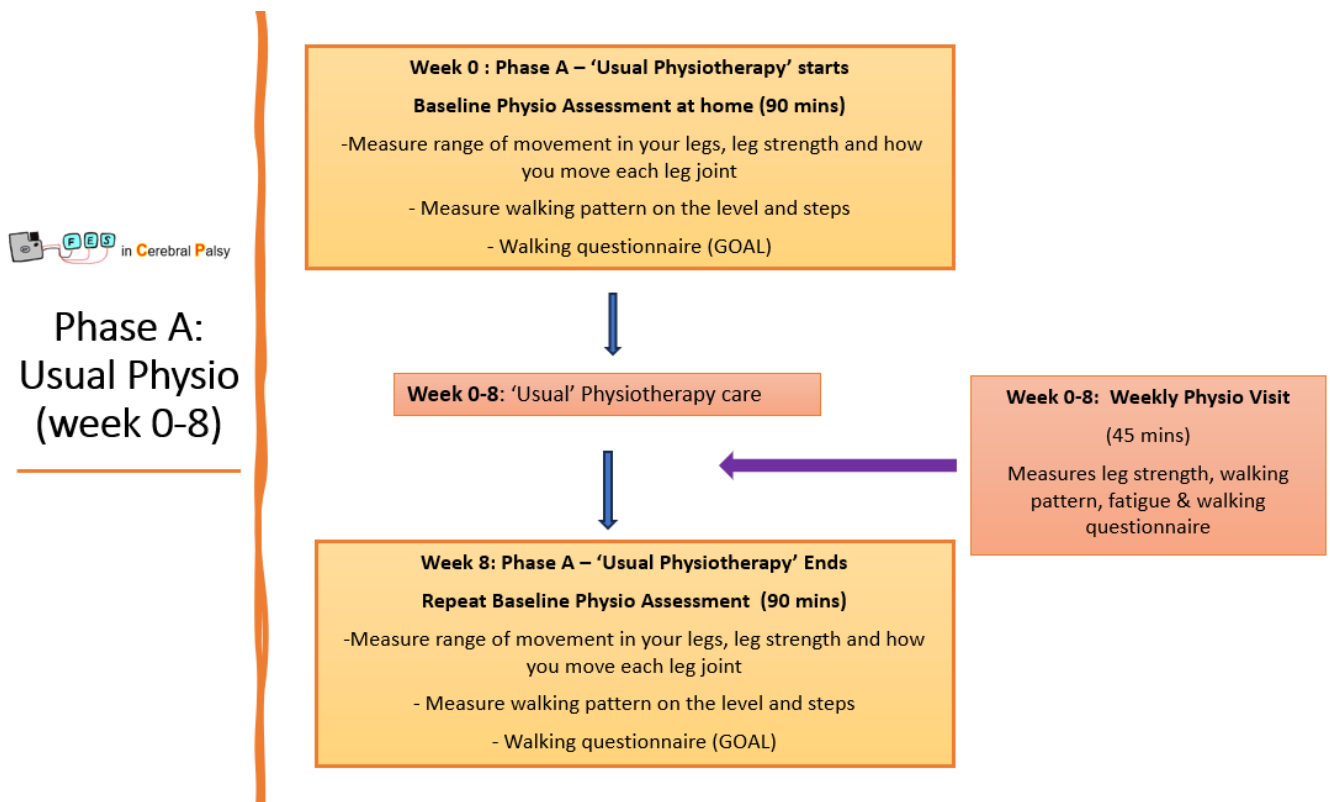 FES in Cerebral Palsy
Phase A:
Usual Physio
(week 0-8)
Week 0 : Phase A – ‘Usual Physiotherapy’ starts
Baseline Physio Assessment at home (90 mins)
-Measure range of movement in your legs, leg strength and how
you move each leg joint
- Measure walking pattern on the level and steps
- Walking questionnaire (GOAL)
Week 0-8: ‘Usual’ Physiotherapy care
Week 0-8:  Weekly Physio Visit
(45 mins)
Measures leg strength, walking
pattern, fatigue & walking
questionnaire
Week 8: Phase A – ‘Usual Physiotherapy’ Ends
Repeat Baseline Physio Assessment  (90 mins)
-Measure range of movement in your legs, leg strength and how
you move each leg joint
- Measure walking pattern on the level and steps
- Walking questionnaire (GOAL)